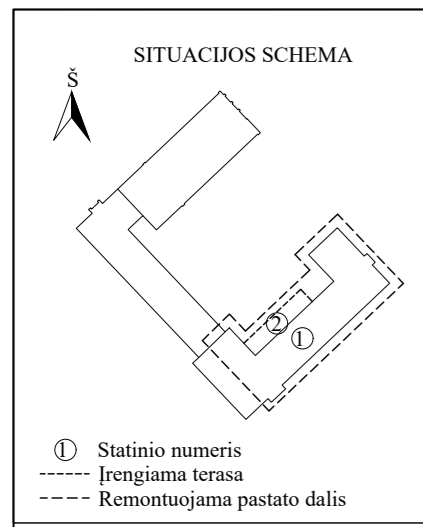 SITUACIJOS SCHEMA
Š
2
1
1 Statinio numeris
Įrengiama terasa
Remontuojama pastato dalis